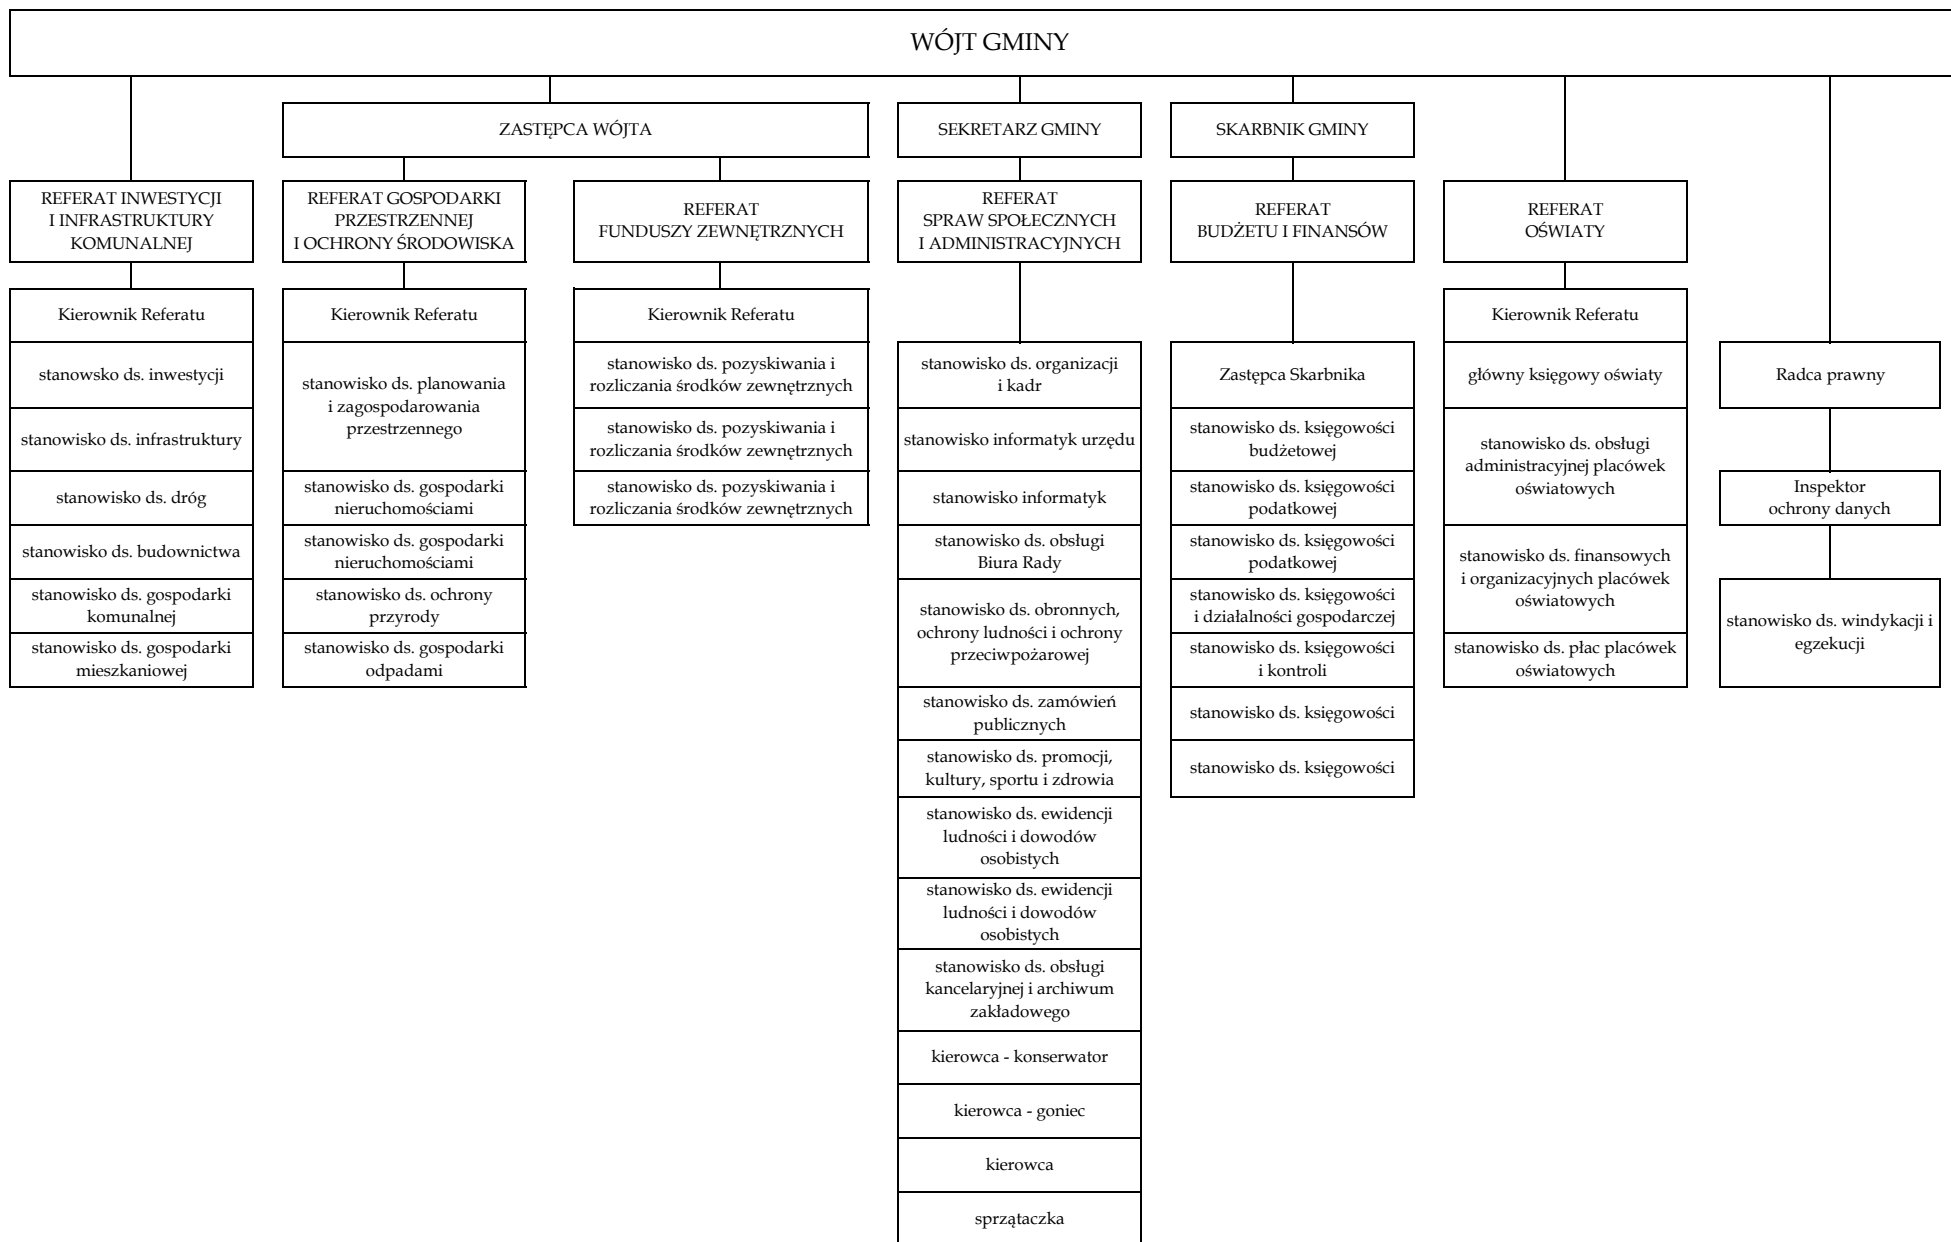 WÓJT GMINY
ZASTĘPCA WÓJTA
SEKRETARZ GMINY
SKARBNIK GMINY
REFERAT INWESTYCJI
I INFRASTRUKTURY
KOMUNALNEJ
REFERAT GOSPODARKI
PRZESTRZENNEJ
I OCHRONY ŚRODOWISKA
REFERAT
FUNDUSZY ZEWNĘTRZNYCH
REFERAT
SPRAW SPOŁECZNYCH
I ADMINISTRACYJNYCH
REFERAT
BUDŻETU I FINANSÓW
REFERAT
OŚWIATY
Kierownik Referatu
stanowsko ds. inwestycji
stanowisko ds. infrastruktury
stanowisko ds. dróg
stanowisko ds. budownictwa
stanowisko ds. gospodarki
komunalnej
stanowisko ds. gospodarki
mieszkaniowej
Kierownik Referatu
stanowisko ds. planowania
i zagospodarowania
przestrzennego
stanowisko ds. gospodarki
nieruchomościami
stanowisko ds. gospodarki
nieruchomościami
stanowisko ds. ochrony
przyrody
stanowisko ds. gospodarki
odpadami
Kierownik Referatu
stanowisko ds. pozyskiwania i
rozliczania środków zewnętrznych
stanowisko ds. pozyskiwania i
rozliczania środków zewnętrznych
stanowisko ds. pozyskiwania i
rozliczania środków zewnętrznych
stanowisko ds. organizacji
i kadr
stanowisko informatyk urzędu
stanowisko informatyk
stanowisko ds. obsługi
Biura Rady
stanowisko ds. obronnych,
ochrony ludności i ochrony
przeciwpożarowej
stanowisko ds. zamówień
publicznych
stanowisko ds. promocji,
kultury, sportu i zdrowia
stanowisko ds. ewidencji
ludności i dowodów
osobistych
stanowisko ds. ewidencji
ludności i dowodów
osobistych
stanowisko ds. obsługi
kancelaryjnej i archiwum
zakładowego
kierowca - konserwator
kierowca - goniec
kierowca
sprzątaczka
Zastępca Skarbnika
stanowisko ds. księgowości
budżetowej
stanowisko ds. księgowości
podatkowej
stanowisko ds. księgowości
podatkowej
stanowisko ds. księgowości
i działalności gospodarczej
stanowisko ds. księgowości
i kontroli
stanowisko ds. księgowości
stanowisko ds. księgowości
Kierownik Referatu
główny księgowy oświaty
stanowisko ds. obsługi
administracyjnej placówek
oświatowych
stanowisko ds. finansowych
i organizacyjnych placówek
oświatowych
stanowisko ds. płac placówek
oświatowych
Radca prawny
Inspektor
ochrony danych
stanowisko ds. windykacji i
egzekucji